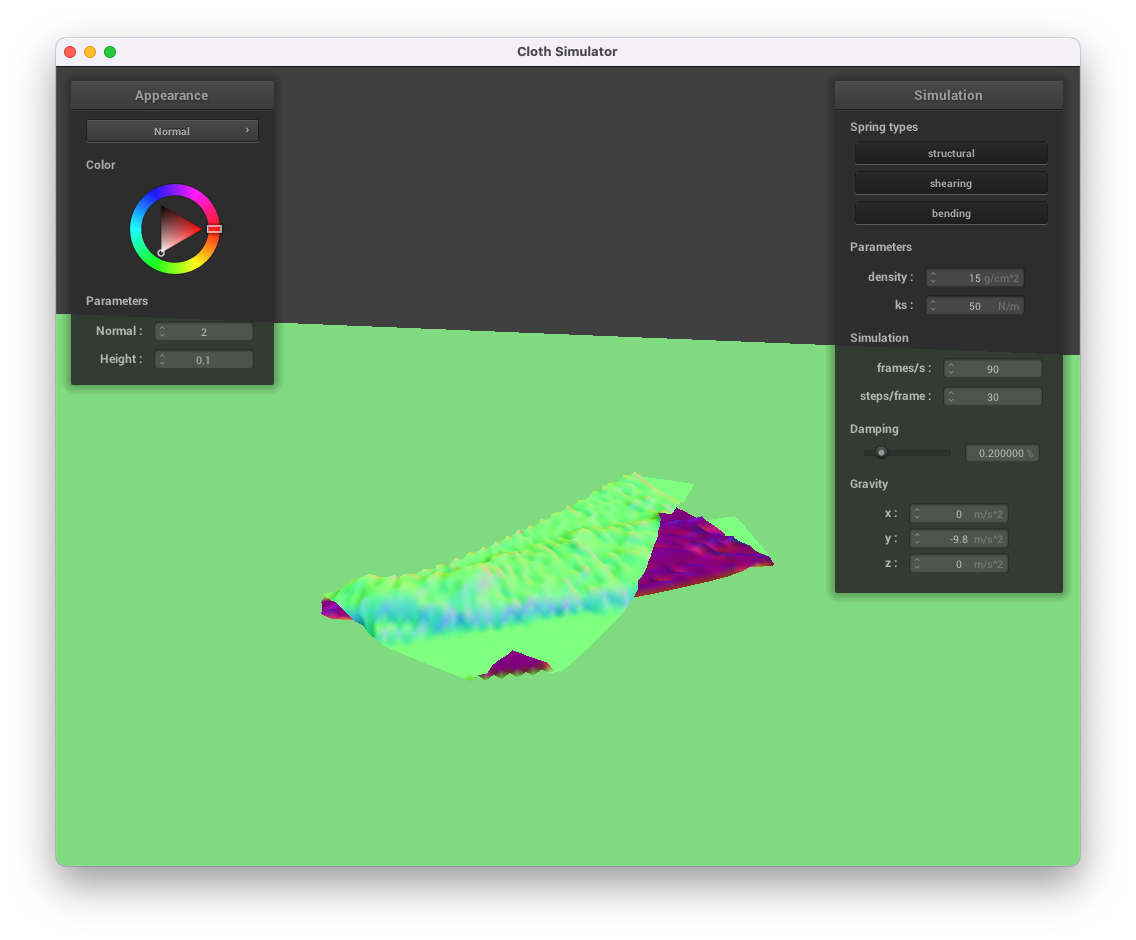 Cloth Simulator
Appearance
Normal ›
Color
Parameters
Normal : 2
Height : 0.1
Simulation
Spring types
structural
shearing
bending
Parameters
density : 15 g/cm^2
ks : 50 N/m
Simulation
frames/s : 90
steps/frame : 30
Damping
0.200000 %
Gravity
x : 0 m/s^2
y : -9.8 m/s^2
z : 0 m/s^2